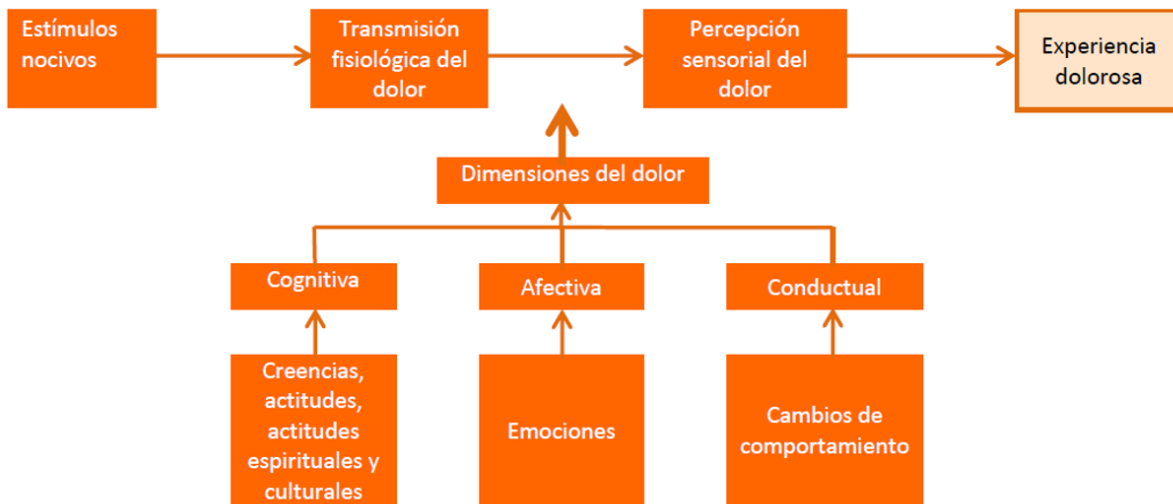 Estímulos
nocivos
Transmisión
fisiológica del
dolor
Percepción
sensorial del
dolor
Experiencia
dolorosa
Dimensiones del dolor
Cognitiva
Afectiva
Conductual
Creencias,
actitudes,
actitudes
espirituales y
culturales
Emociones
Cambios de
comportamiento